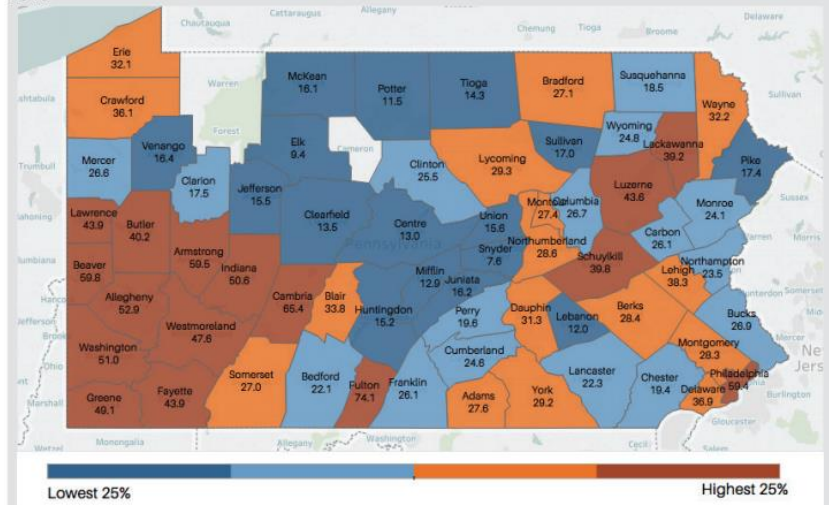 Cattaraugus
Allegany
Delaware
Chautauqua
Chemung
Tioga
Broome
Erie
32.1
McKean
16.1
Potter
11.5
Tioga
14.3
Bradford
27.1
Susquehanna
18.5
Warren
Crawford
36.1
Wayne
32.2
Sullivan
Forest
Elk
9.4
Cameron
Sullivan
17.0
Wyoming
24.8
Lackawanna
39.2
Trumbull
Mercer
26.6
Venango
16.4
Clarion
17.5
Clinton
25.5
Lycoming
29.3
Pike
17.4
Jefferson
15.5
Luzerne
43.6
Sussex
Lawrence
43.9
Butler
40.2
Clearfield
13.5
Centre
13.0
Union
15.6
27.4
Columbia
26.7
Monroe
24.1
Pennsylvania
Snyder
7.6
Northumberland
28.6
Carbon
26.1
Warren
Morris
Armstrong
59.5
Indiana
50.6
Beaver
59.8
Mifflin
12.9
Juniata
16.2
Schuylkill
39.8
Northampton
23.5
Lehigh
38.3
Allegheny
52.9
Cambria
65.4
Blair
33.8
Huntingdon
15.2
Perry
19.6
Dauphin
31.3
Lebanon
12.0
Berks
28.4
Bucks
26.9
Westmoreland
47.6
Cumberland
24.6
Montgomery
28.3
Mercer
Washington
51.0
Somerset
27.0
Bedford
22.1
Fulton
74.1
Franklin
26.1
Lancaster
22.3
Chester
19.4
Philadelphia
59.4
Delaware
36.9
Burlington
Marshall
Greene
49.1
Fayette
43.9
Adams
27.6
York
29.2
Gloucester
Wetzel
Monongalia
Allegany
Washington
Cecil
Salem
Lowest 25%
Highest 25%